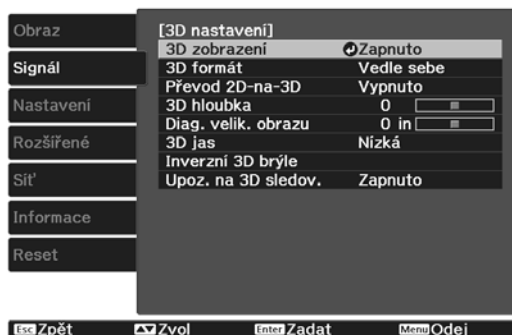 Obraz
Signál
Nastavení
Rozšířené
Síť
Informace
Reset
[3D nastavení]
3D zobrazení Zapnuto
3D formát Vedle sebe
Převod 2D-na-3D Vypnuto
3D hloubka 0
Diag. velik. obrazu 0 in
3D jas Nízká
Inverzní 3D brýle
Upoz. na 3D sledov. Zapnuto
Esc Zpět Zvol Enter Zadat Menu Odej